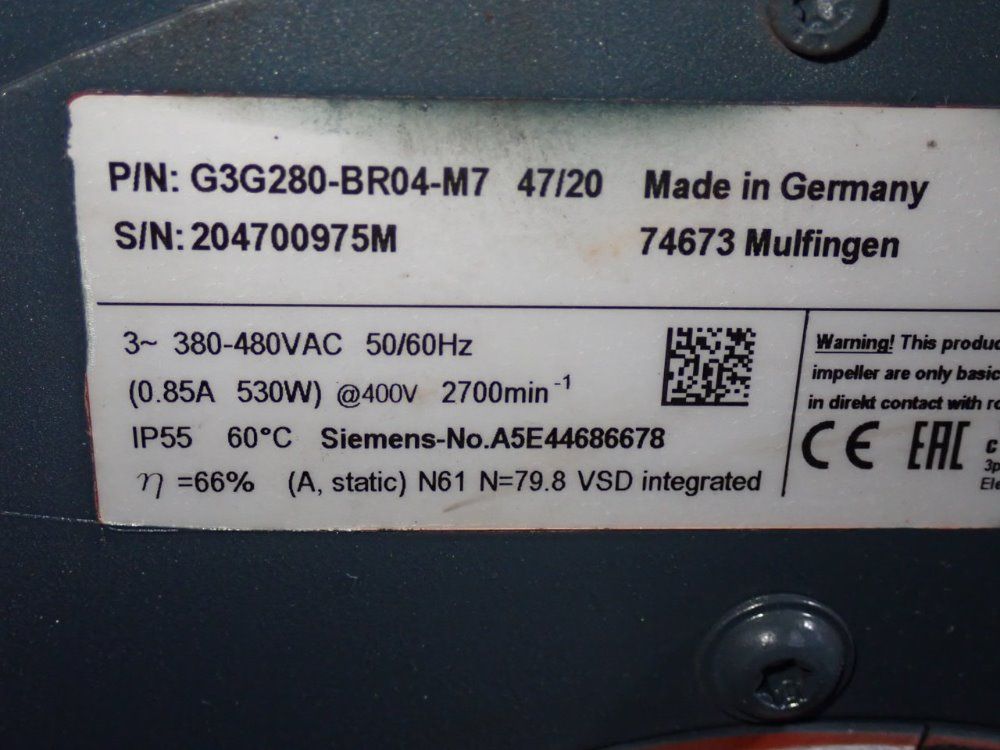 P/N: G3G280-BR04-M7 47/20 Made in Germany
S/N: 204700975M 74673 Mulfingen
3~ 380-480VAC 50/60Hz
(0.85A 530W) @400V 2700min⁻¹
IP55 60°C Siemens-No.A5E44686678
η =66% (A, static) N61 N=79.8 VSD integrated
Warning! This produc
impeller are only basic
in direkt contact with ro
CE EAC c
3p
Ele